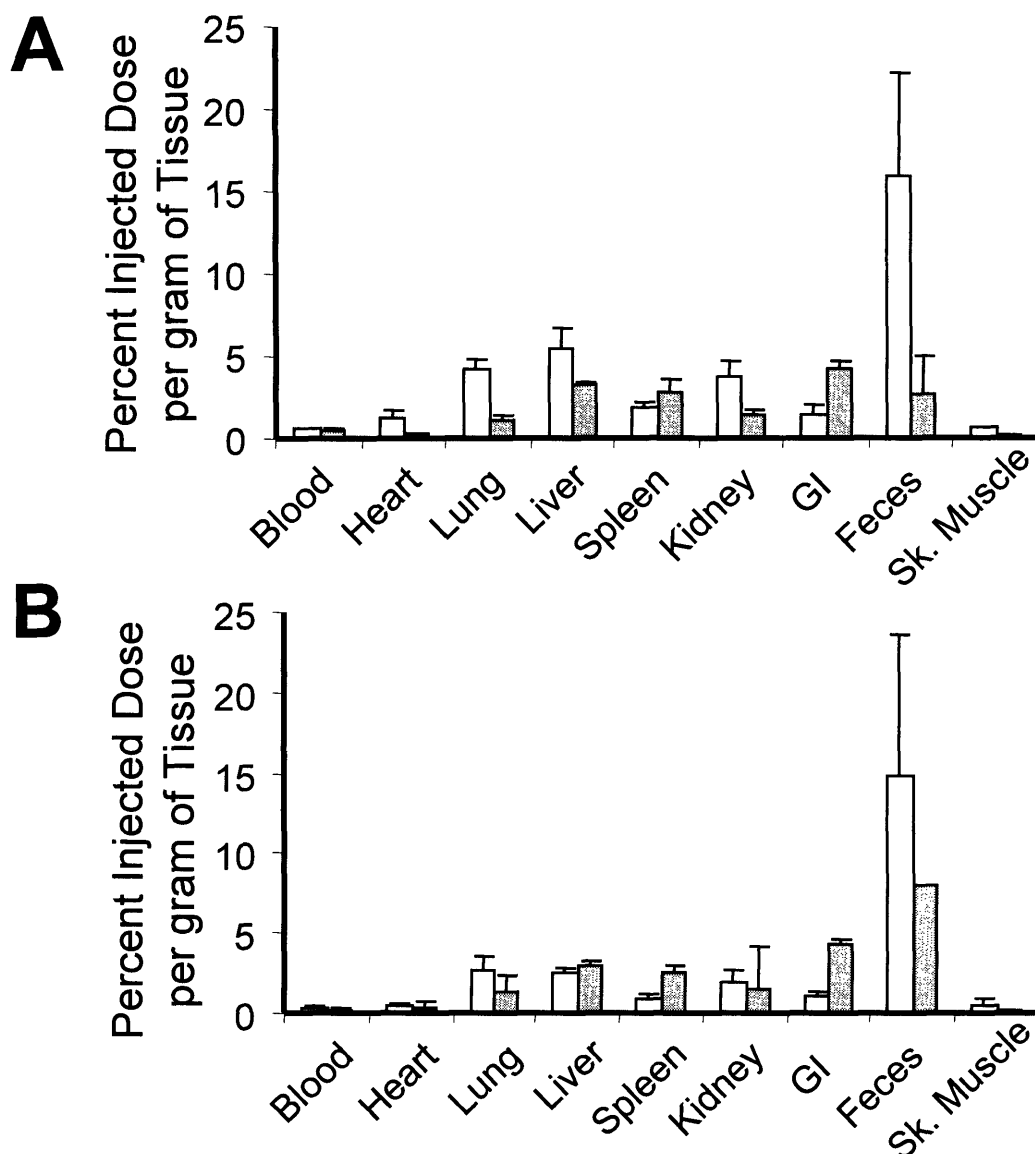 A
Percent Injected Dose
per gram of Tissue
25
20
15
10
5
0
Blood
Heart
Lung
Liver
Spleen
Kidney
GI
Feces
Sk. Muscle
B
Percent Injected Dose
per gram of Tissue
25
20
15
10
5
0
Blood
Heart
Lung
Liver
Spleen
Kidney
GI
Feces
Sk. Muscle